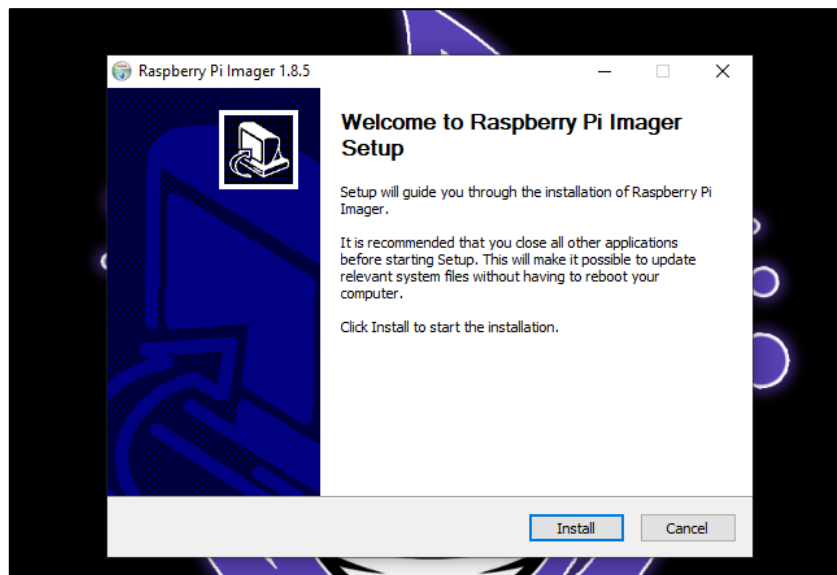 Raspberry Pi Imager 1.8.5
Welcome to Raspberry Pi Imager
Setup
Setup will guide you through the installation of Raspberry Pi
Imager.
It is recommended that you close all other applications
before starting Setup. This will make it possible to update
relevant system files without having to reboot your
computer.
Click Install to start the installation.
Install
Cancel